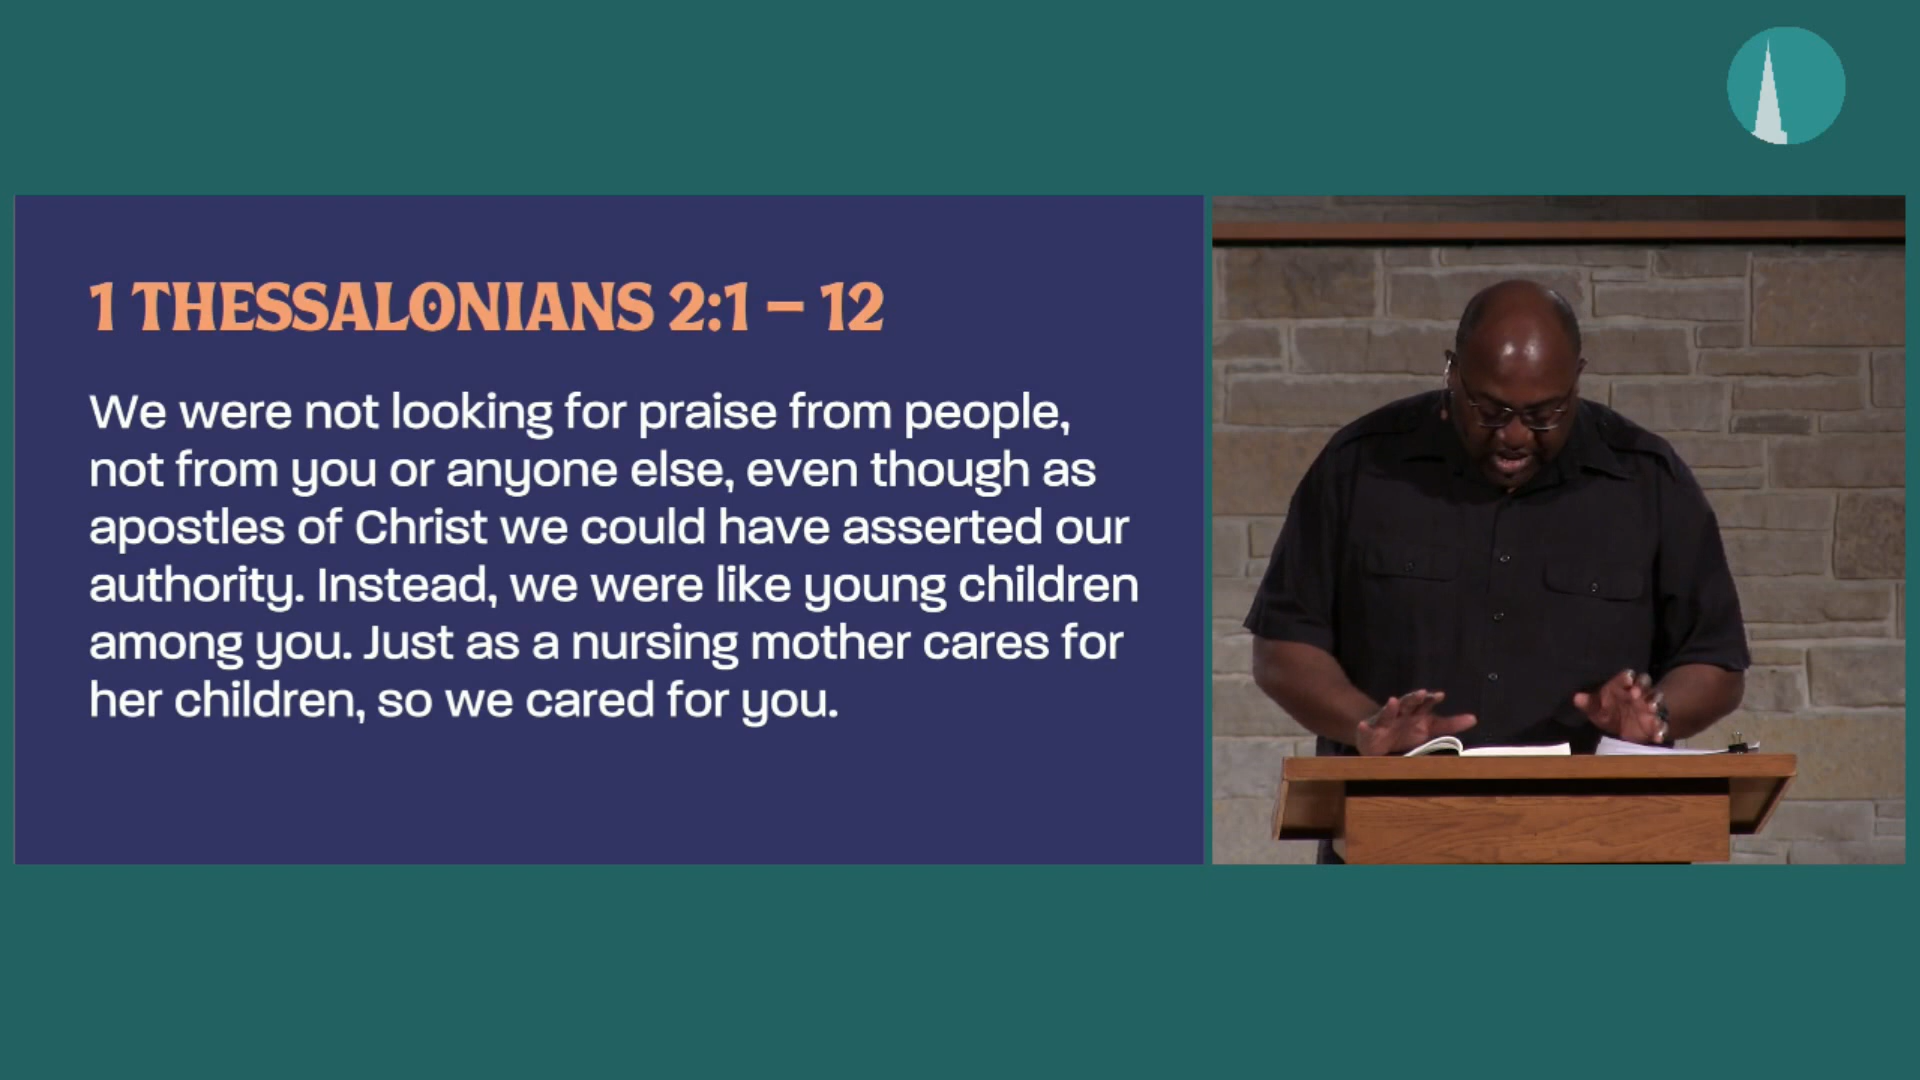 1 THESSALONIANS 2:1 – 12
We were not looking for praise from people,
not from you or anyone else, even though as
apostles of Christ we could have asserted our
authority. Instead, we were like young children
among you. Just as a nursing mother cares for
her children, so we cared for you.